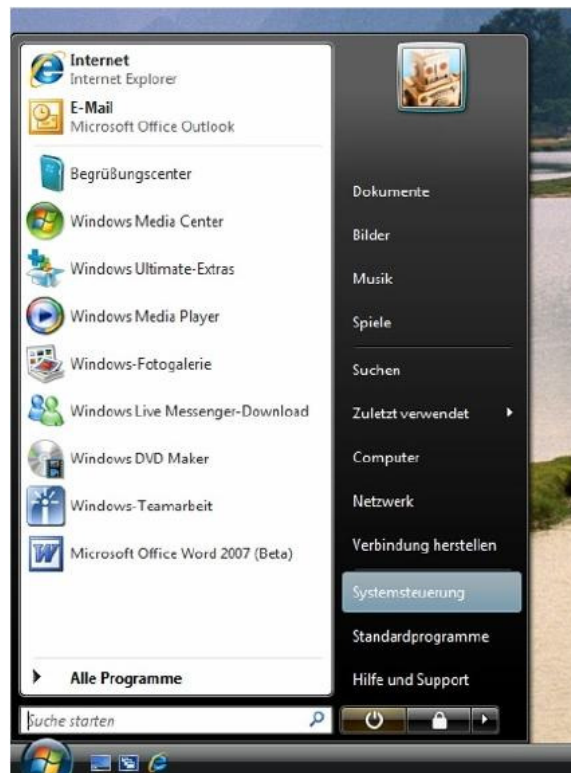 Internet
Internet Explorer
E-Mail
Microsoft Office Outlook
Begrüßungscenter
Windows Media Center
Windows Ultimate-Extras
Windows Media Player
Windows-Fotogalerie
Windows Live Messenger-Download
Windows DVD Maker
Windows-Teamarbeit
Microsoft Office Word 2007 (Beta)
Alle Programme
Suche starten
Dokumente
Bilder
Musik
Spiele
Suchen
Zuletzt verwendet
Computer
Netzwerk
Verbindung herstellen
Systemsteuerung
Standardprogramme
Hilfe und Support